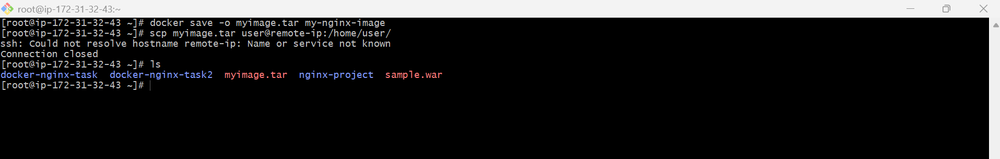 root@ip-172-31-32-43:~
[root@ip-172-31-32-43 ~]# docker save -o myimage.tar my-nginx-image
[root@ip-172-31-32-43 ~]# scp myimage.tar user@remote-ip:/home/user/
ssh: Could not resolve hostname remote-ip: Name or service not known
Connection closed
[root@ip-172-31-32-43 ~]# ls
docker-nginx-task  docker-nginx-task2  myimage.tar  nginx-project  sample.war
[root@ip-172-31-32-43 ~]#